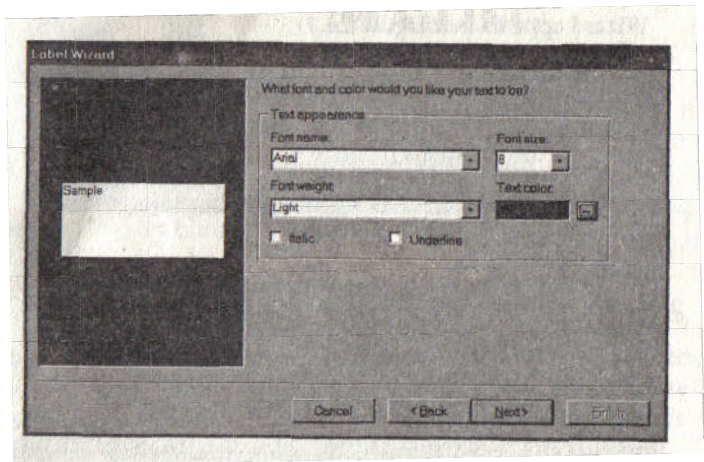 Label Wizard
What font and color would you like your text to be?
Text appearance
Font name:
Font size:
Arial
8
Sample
Font weight:
Text color:
Light
Italic
Underline
Cancel
< Back
Next >
Finish